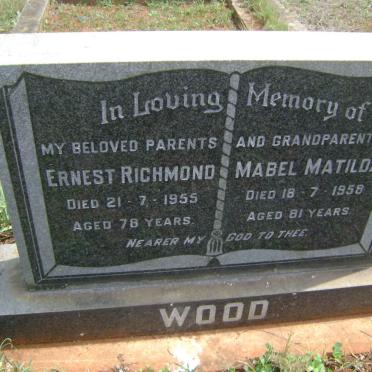 In Loving Memory of
MY BELOVED PARENTS AND GRANDPARENT
ERNEST RICHMOND MABEL MATILDA
DIED 21-7-1955 DIED 18-7-1958
AGED 78 YEARS. AGED 81 YEARS.
NEARER MY GOD TO THEE.
WOOD